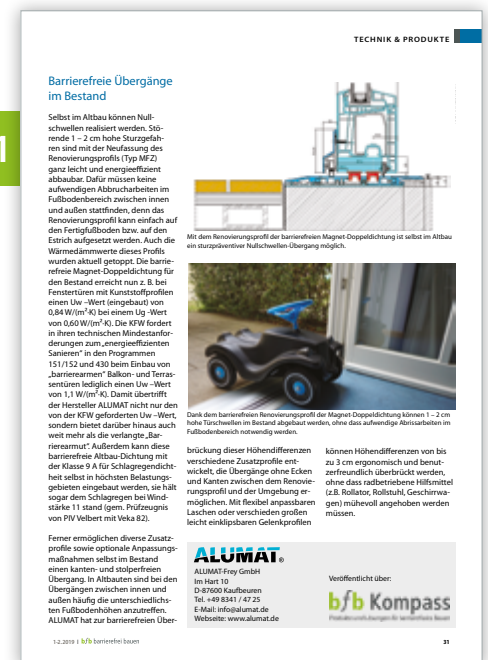 TECHNIK & PRODUKTE
Barrierefreie Übergänge
im Bestand
Selbst im Altbau können Null-
schwellen realisiert werden. Stö-
rende 1 – 2 cm hohe Sturzgefah-
ren sind mit der Neufassung des
Renovierungsprofils (Typ MFZ)
ganz leicht und energieeffizient
abbaubar. Dafür müssen keine
aufwendigen Abbrucharbeiten im
Fußbodenbereich zwischen innen
und außen stattfinden, denn das
Renovierungsprofil kann einfach auf
den Fertigfußboden bzw. auf den
Estrich aufgesetzt werden. Auch die
Wärmedämmwerte dieses Profils
wurden aktuell getoppt. Die barrie-
refreie Magnet-Doppeldichtung für
den Bestand erreicht nun z. B. bei
Fenstertüren mit Kunststoffprofilen
einen Uw –Wert (eingebaut) von
0,84 W/(m²·K) bei einem Ug -Wert
von 0,60 W/(m²·K). Die KFW fordert
in ihren technischen Mindestanfor-
derungen zum „energieeffizienten
Sanieren" in den Programmen
151/152 und 430 beim Einbau von
„barrierearmen" Balkon- und Terras-
sentüren lediglich einen Uw –Wert
von 1,1 W/(m²·K). Damit übertrifft
der Hersteller ALUMAT nicht nur den
von der KFW geforderten Uw –Wert,
sondern bietet darüber hinaus auch
weit mehr als die verlangte „Bar-
rierearmut". Außerdem kann diese
barrierefreie Altbau-Dichtung mit
der Klasse 9 A für Schlagregendicht-
heit selbst in höchsten Belastungs-
gebieten eingebaut werden, sie hält
sogar dem Schlagregen bei Wind-
stärke 11 stand (gem. Prüfzeugnis
von PIV Velbert mit Veka 82).
Ferner ermöglichen diverse Zusatz-
profile sowie optionale Anpassungs-
maßnahmen selbst im Bestand
einen kanten- und stolperfreien
Übergang. In Altbauten sind bei den
Übergängen zwischen innen und
außen häufig die unterschiedlichs-
ten Fußbodenhöhen anzutreffen.
ALUMAT hat zur barrierefreien Über-
Mit dem Renovierungsprofil der barrierefreien Magnet-Doppeldichtung ist selbst im Altbau
ein sturzpräventiver Nullschwellen-Übergang möglich.
Dank dem barrierefreien Renovierungsprofil der Magnet-Doppeldichtung können 1 – 2 cm
hohe Türschwellen im Bestand abgebaut werden, ohne dass aufwendige Abrissarbeiten im
Fußbodenbereich notwendig werden.
brückung dieser Höhendifferenzen
verschiedene Zusatzprofile ent-
wickelt, die Übergänge ohne Ecken
und Kanten zwischen dem Renovie-
rungsprofil und der Umgebung er-
möglichen. Mit flexibel anpassbaren
Laschen oder verschieden großen
leicht einklipsbaren Gelenkprofilen
können Höhendifferenzen von bis
zu 3 cm ergonomisch und benut-
zerfreundlich überbrückt werden,
ohne dass radbetriebene Hilfsmittel
(z.B. Rollator, Rollstuhl, Geschirrwa-
gen) mühevoll angehoben werden
müssen.
ALUMAT®
ALUMAT-Frey GmbH
Im Hart 10
D-87600 Kaufbeuren
Tel. +49 8341 / 47 25
E-Mail: info@alumat.de
Webseite: www.alumat.de
Veröffentlicht über:
bfb Kompass
Produkte und Lösungen für barrierefreies Bauen
1-2.2019 | bfb barrierefrei bauen
31